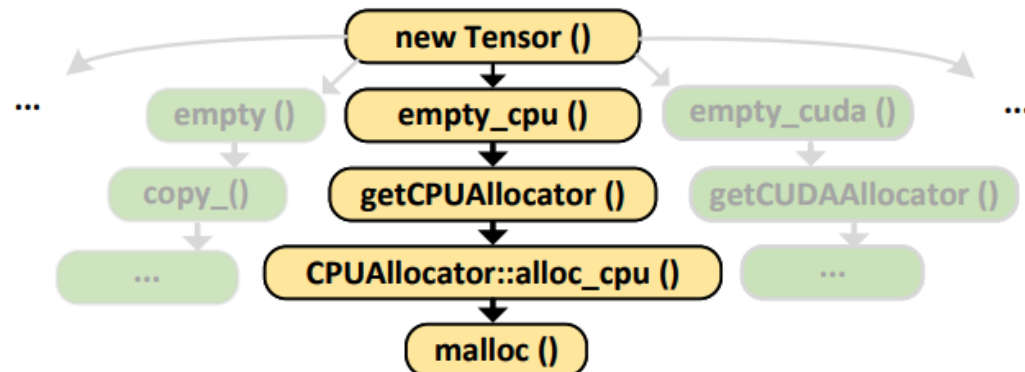 new Tensor ()
...
empty ()
empty_cpu ()
empty_cuda ()
...
copy_()
getCPUAllocator ()
getCUDAAllocator ()
...
CPUAllocator::alloc_cpu ()
...
malloc ()